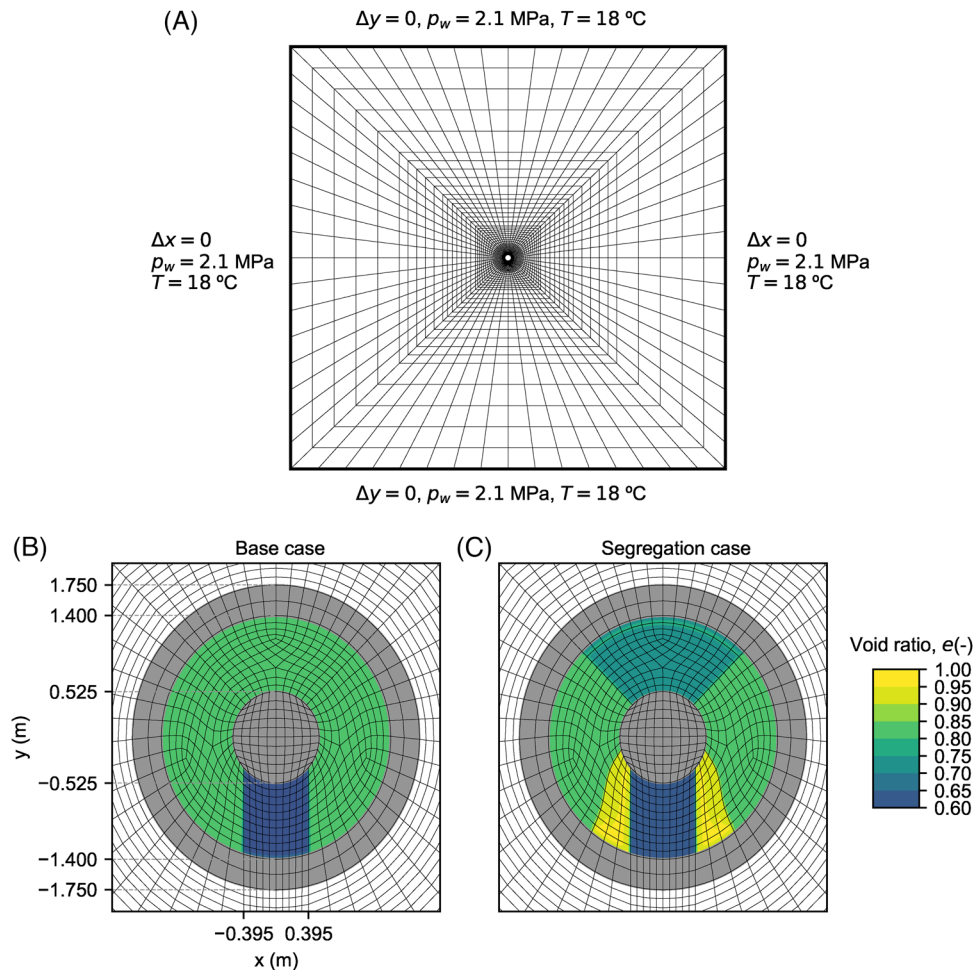 (A)
Δy = 0, p_w = 2.1 MPa, T = 18 ºC
Δx = 0
p_w = 2.1 MPa
T = 18 ºC
Δx = 0
p_w = 2.1 MPa
T = 18 ºC
Δy = 0, p_w = 2.1 MPa, T = 18 ºC
(B)
Base case
1.750
1.400
0.525
−0.525
−1.400
−1.750
y (m)
−0.395 0.395
x (m)
(C)
Segregation case
Void ratio, e(-)
1.00
0.95
0.90
0.85
0.80
0.75
0.70
0.65
0.60